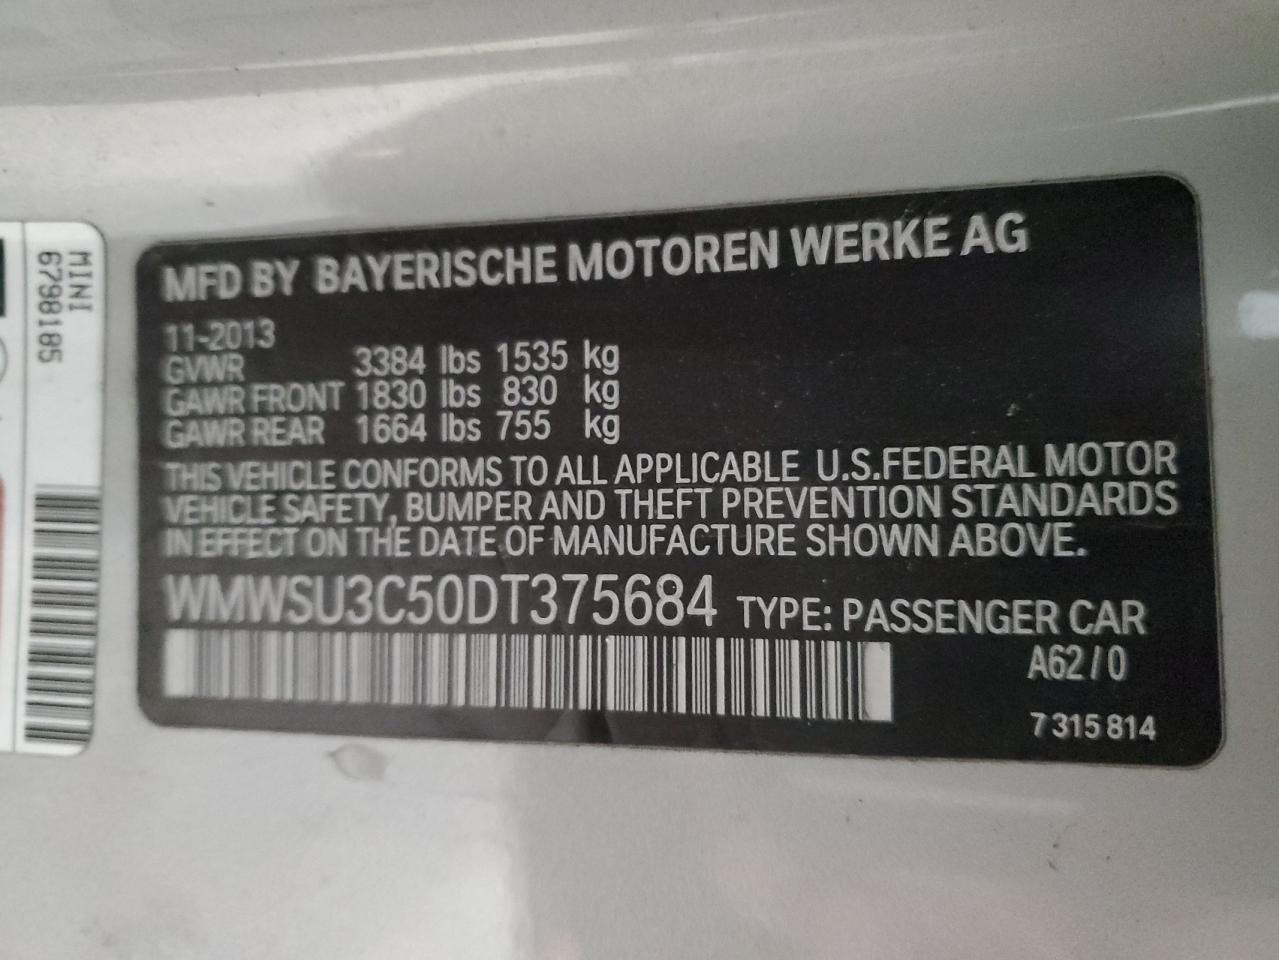 MFD BY BAYERISCHE MOTOREN WERKE AG
11-2013
GVWR 3384 lbs 1535 kg
GAWR FRONT 1830 lbs 830 kg
GAWR REAR 1664 lbs 755 kg
THIS VEHICLE CONFORMS TO ALL APPLICABLE U.S.FEDERAL MOTOR
VEHICLE SAFETY, BUMPER AND THEFT PREVENTION STANDARDS
IN EFFECT ON THE DATE OF MANUFACTURE SHOWN ABOVE.
WMWSU3C50DT375684 TYPE: PASSENGER CAR
A62/0
7 315 814
MINI
6798185